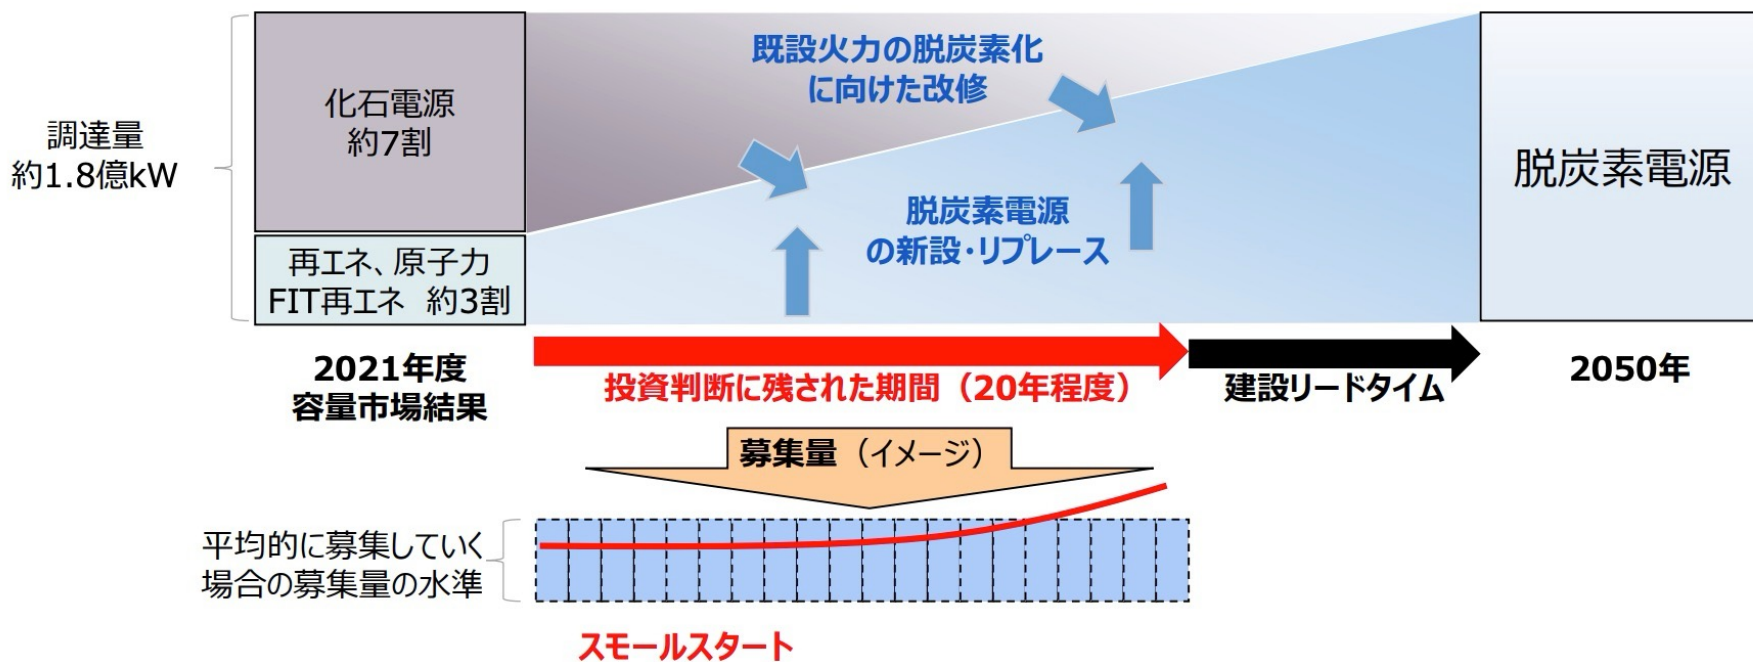 調達量
約1.8億kW
化石電源
約7割
再エネ、原子力
FIT再エネ　約3割
2021年度
容量市場結果
既設火力の脱炭素化
に向けた改修
脱炭素電源
の新設・リプレース
脱炭素電源
2050年
投資判断に残された期間（20年程度）
建設リードタイム
募集量（イメージ）
平均的に募集していく
場合の募集量の水準
スモールスタート